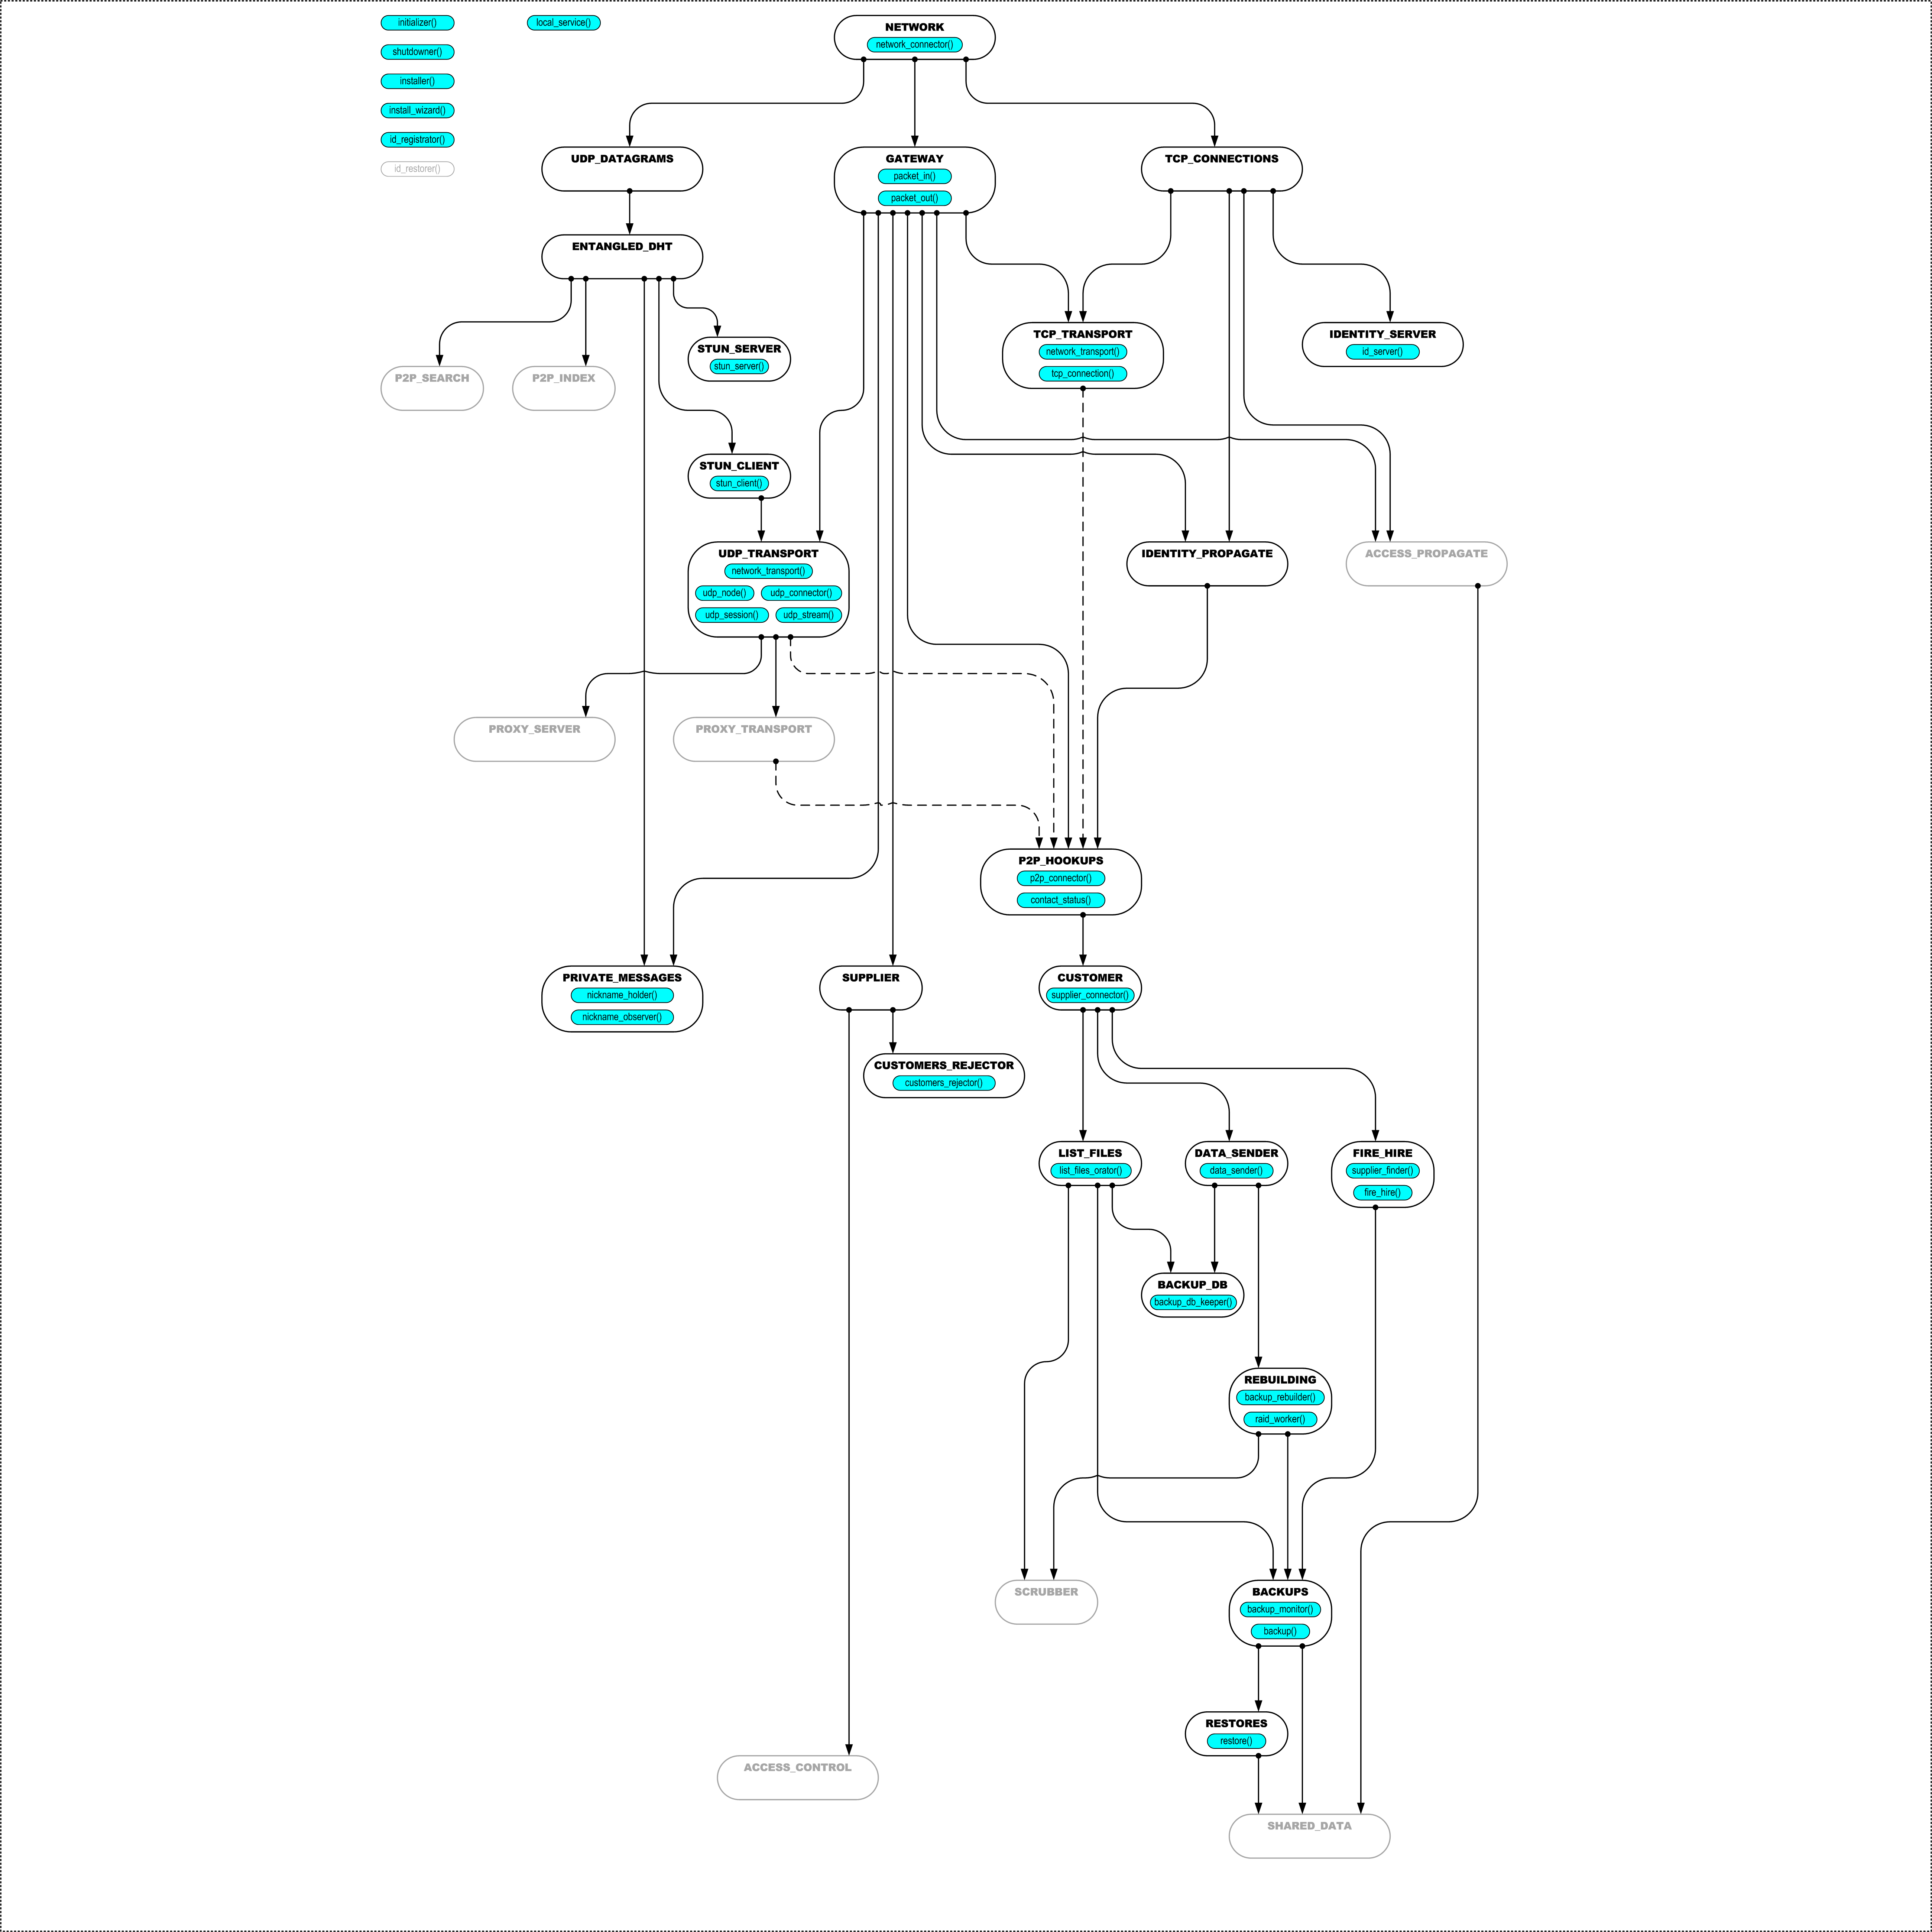 initializer()
local_service()
shutdowner()
installer()
install_wizard()
id_registrator()
id_restorer()
NETWORK
network_connector()
UDP_DATAGRAMS
GATEWAY
packet_in()
packet_out()
TCP_CONNECTIONS
ENTANGLED_DHT
TCP_TRANSPORT
network_transport()
tcp_connection()
IDENTITY_SERVER
id_server()
STUN_SERVER
stun_server()
P2P_SEARCH
P2P_INDEX
STUN_CLIENT
stun_client()
UDP_TRANSPORT
network_transport()
udp_node()
udp_connector()
udp_session()
udp_stream()
IDENTITY_PROPAGATE
ACCESS_PROPAGATE
PROXY_SERVER
PROXY_TRANSPORT
P2P_HOOKUPS
p2p_connector()
contact_status()
PRIVATE_MESSAGES
nickname_holder()
nickname_observer()
SUPPLIER
CUSTOMER
supplier_connector()
CUSTOMERS_REJECTOR
customers_rejector()
LIST_FILES
list_files_orator()
DATA_SENDER
data_sender()
FIRE_HIRE
supplier_finder()
fire_hire()
BACKUP_DB
backup_db_keeper()
REBUILDING
backup_rebuilder()
raid_worker()
SCRUBBER
BACKUPS
backup_monitor()
backup()
RESTORES
restore()
ACCESS_CONTROL
SHARED_DATA